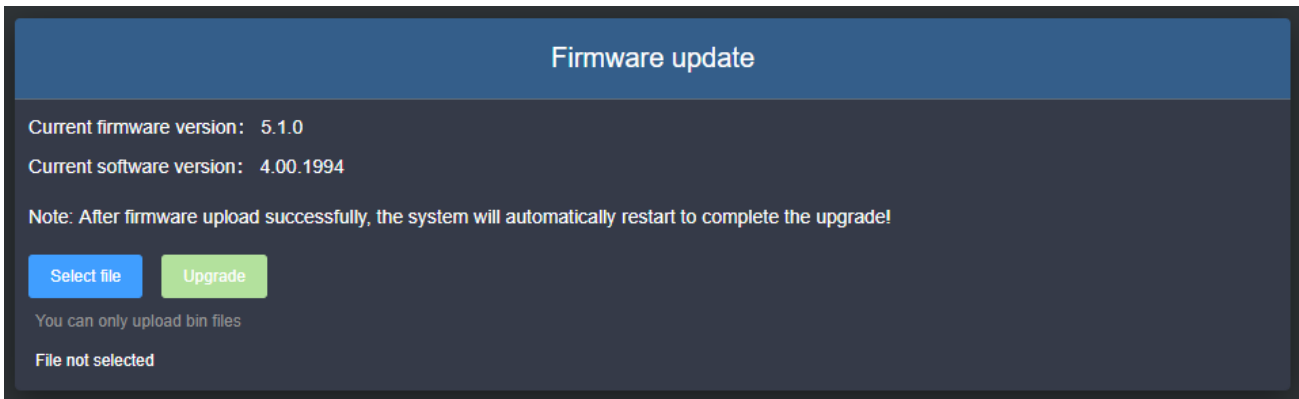 Firmware update
Current firmware version： 5.1.0
Current software version： 4.00.1994
Note: After firmware upload successfully, the system will automatically restart to complete the upgrade!
Select file Upgrade
You can only upload bin files
File not selected